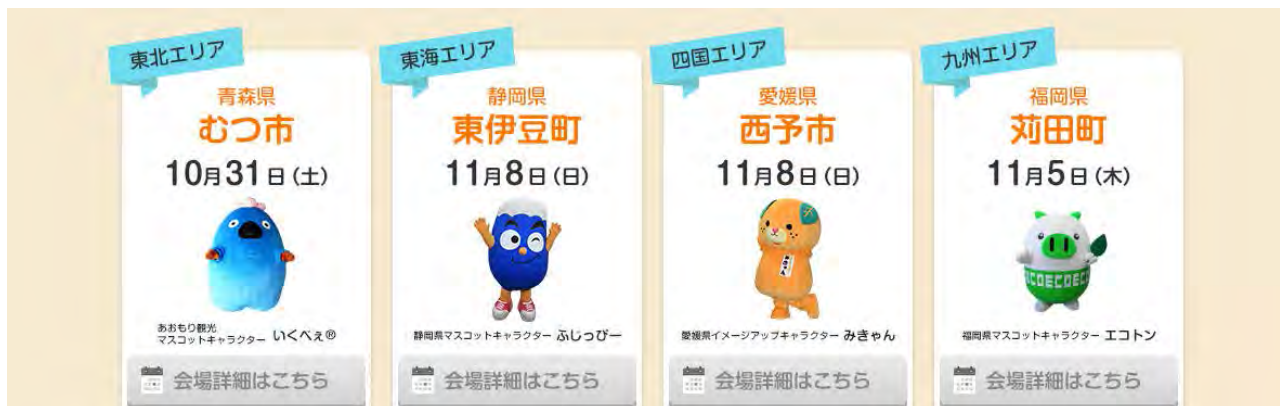 東北エリア
青森県
むつ市
10月31日(土)
あおもり観光
マスコットキャラクター いくべぇ®
会場詳細はこちら
東海エリア
静岡県
東伊豆町
11月8日(日)
静岡県マスコットキャラクター ふじっぴー
会場詳細はこちら
四国エリア
愛媛県
西予市
11月8日(日)
みきゃん
愛媛県イメージアップキャラクター みきゃん
会場詳細はこちら
九州エリア
福岡県
苅田町
11月5日(木)
ECOECOECO
福岡県マスコットキャラクター エコトン
会場詳細はこちら